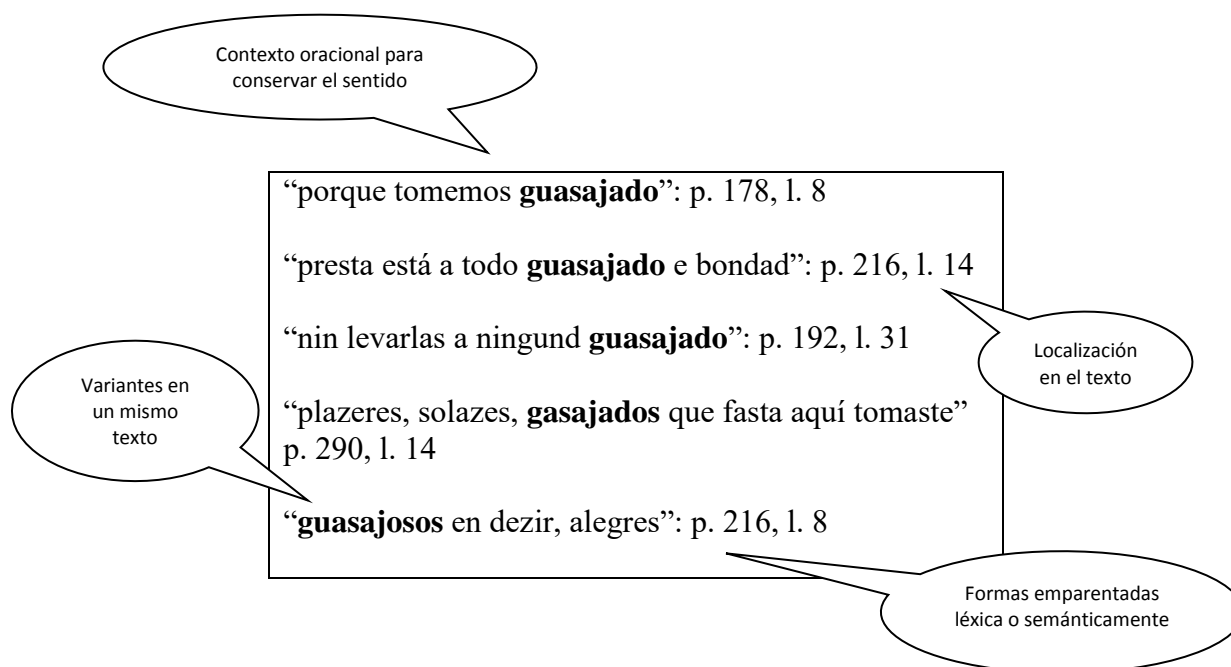 Contexto oracional para
conservar el sentido
“porque tomemos guasajado”: p. 178, l. 8
“presta está a todo guasajado e bondad”: p. 216, l. 14
“nin levarlas a ningund guasajado”: p. 192, l. 31
Localización
en el texto
Variantes en
un mismo
texto
“plazeres, solazes, gasajados que fasta aquí tomaste”
p. 290, l. 14
“guasajosos en dezir, alegres”: p. 216, l. 8
Formas emparentadas
léxica o semánticamente